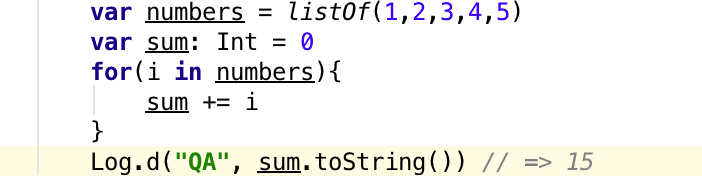 var numbers = listOf(1,2,3,4,5)
var sum: Int = 0
for(i in numbers){
    sum += i
}
Log.d("QA", sum.toString()) // => 15